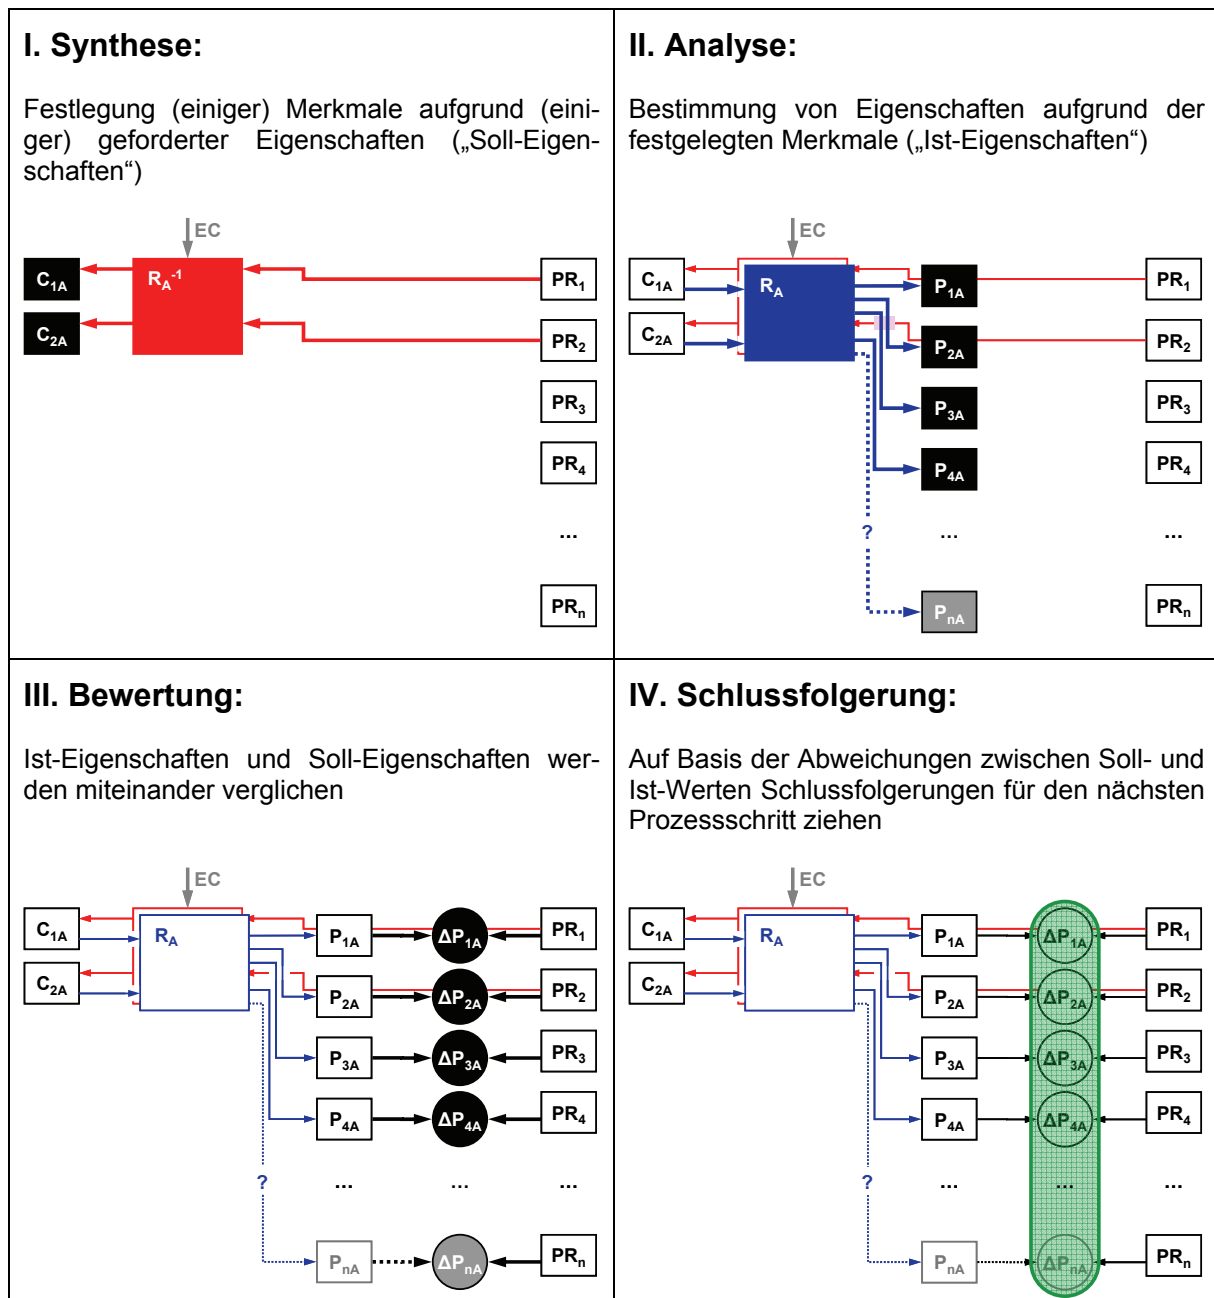 I. Synthese:
Festlegung (einiger) Merkmale aufgrund (eini-
ger) geforderter Eigenschaften („Soll-Eigen-
schaften“)
EC
C1A
RA-1
PR1
C2A
PR2
PR3
PR4
...
PRn
II. Analyse:
Bestimmung von Eigenschaften aufgrund der
festgelegten Merkmale („Ist-Eigenschaften“)
EC
C1A
RA
P1A
PR1
C2A
P2A
PR2
P3A
PR3
P4A
PR4
?
...
...
PnA
PRn
III. Bewertung:
Ist-Eigenschaften und Soll-Eigenschaften wer-
den miteinander verglichen
EC
C1A
RA
P1A
ΔP1A
PR1
C2A
P2A
ΔP2A
PR2
P3A
ΔP3A
PR3
P4A
ΔP4A
PR4
?
...
...
...
PnA
ΔPnA
PRn
IV. Schlussfolgerung:
Auf Basis der Abweichungen zwischen Soll- und
Ist-Werten Schlussfolgerungen für den nächsten
Prozessschritt ziehen
EC
C1A
RA
P1A
ΔP1A
PR1
C2A
P2A
ΔP2A
PR2
P3A
ΔP3A
PR3
P4A
ΔP4A
PR4
?
...
...
...
PnA
ΔPnA
PRn